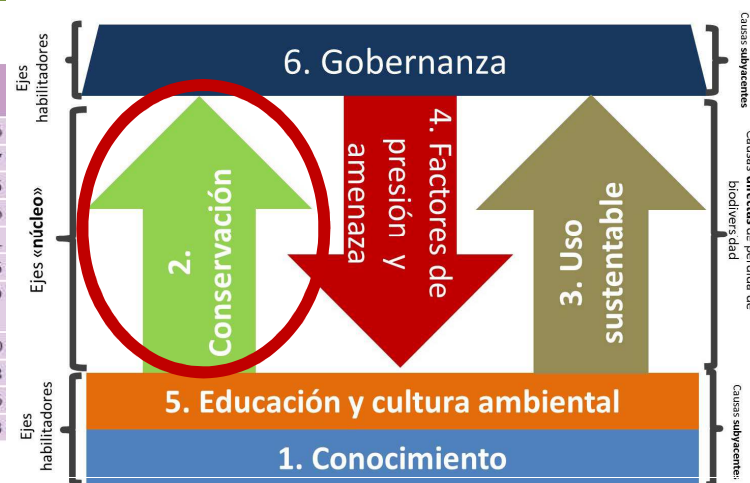 Ejes
habilitadores
6. Gobernanza
Causas subyacentes
Ejes «núcleo»
2.
Conservación
4. Factores de
presión y
amenaza
3. Uso
sustentable
biodiversidad
Ejes
habilitadores
5. Educación y cultura ambiental
1. Conocimiento
Causas subyacentes